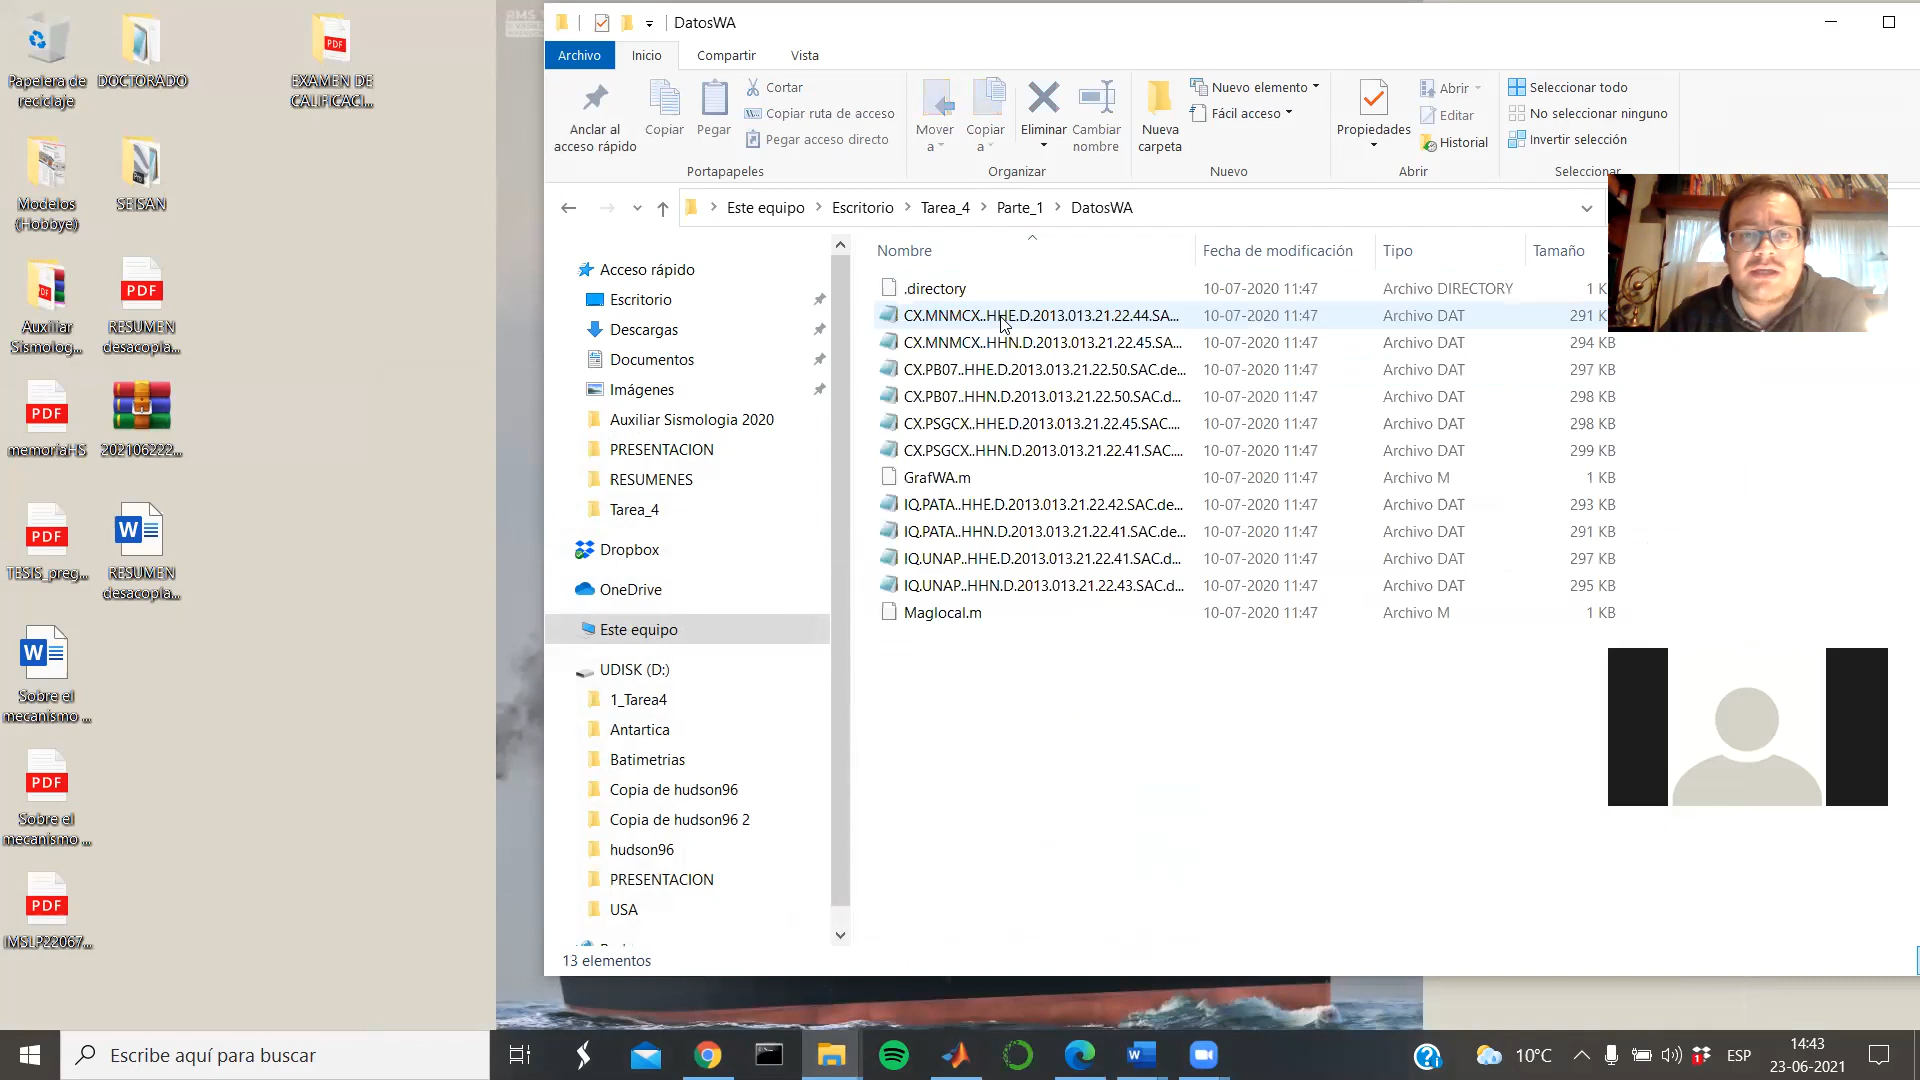 Papelera de
reciclaje
DOCTORADO
EXAMEN DE
CALIFICACI...
Modelos
(Hobbye)
SEISAN
Auxiliar
Sismolog...
RESUMEN
desacopla...
memoriaHS
202106222...
TESIS_preg...
RESUMEN
desacopla...
Sobre el
mecanismo ...
Sobre el
mecanismo ...
IMSLP22067...
DatosWA
Archivo
Inicio
Compartir
Vista
Anclar al
acceso rápido
Copiar
Pegar
Cortar
Copiar ruta de acceso
Pegar acceso directo
Portapapeles
Mover
a
Copiar
a
Eliminar
Cambiar
nombre
Organizar
Nueva
carpeta
Nuevo elemento
Fácil acceso
Nuevo
Propiedades
Abrir
Editar
Historial
Abrir
Seleccionar todo
No seleccionar ninguno
Invertir selección
Seleccionar
Este equipo > Escritorio > Tarea_4 > Parte_1 > DatosWA
Acceso rápido
Escritorio
Descargas
Documentos
Imágenes
Auxiliar Sismologia 2020
PRESENTACION
RESUMENES
Tarea_4
Dropbox
OneDrive
Este equipo
UDISK (D:)
1_Tarea4
Antartica
Batimetrias
Copia de hudson96
Copia de hudson96 2
hudson96
PRESENTACION
USA
Nombre Fecha de modificación Tipo Tamaño
.directory 10-07-2020 11:47 Archivo DIRECTORY 1 K
CX.MNMCX..HHE.D.2013.013.21.22.44.SA... 10-07-2020 11:47 Archivo DAT 291 KB
CX.MNMCX..HHN.D.2013.013.21.22.45.SA... 10-07-2020 11:47 Archivo DAT 294 KB
CX.PB07..HHE.D.2013.013.21.22.50.SAC.de... 10-07-2020 11:47 Archivo DAT 297 KB
CX.PB07..HHN.D.2013.013.21.22.50.SAC.d... 10-07-2020 11:47 Archivo DAT 298 KB
CX.PSGCX..HHE.D.2013.013.21.22.45.SAC.... 10-07-2020 11:47 Archivo DAT 298 KB
CX.PSGCX..HHN.D.2013.013.21.22.41.SAC.... 10-07-2020 11:47 Archivo DAT 299 KB
GrafWA.m 10-07-2020 11:47 Archivo M 1 KB
IQ.PATA..HHE.D.2013.013.21.22.42.SAC.de... 10-07-2020 11:47 Archivo DAT 293 KB
IQ.PATA..HHN.D.2013.013.21.22.41.SAC.de... 10-07-2020 11:47 Archivo DAT 291 KB
IQ.UNAP..HHE.D.2013.013.21.22.41.SAC.d... 10-07-2020 11:47 Archivo DAT 297 KB
IQ.UNAP..HHN.D.2013.013.21.22.43.SAC.d... 10-07-2020 11:47 Archivo DAT 295 KB
Maglocal.m 10-07-2020 11:47 Archivo M 1 KB
13 elementos
Escribe aquí para buscar
10°C
ESP
14:43
23-06-2021